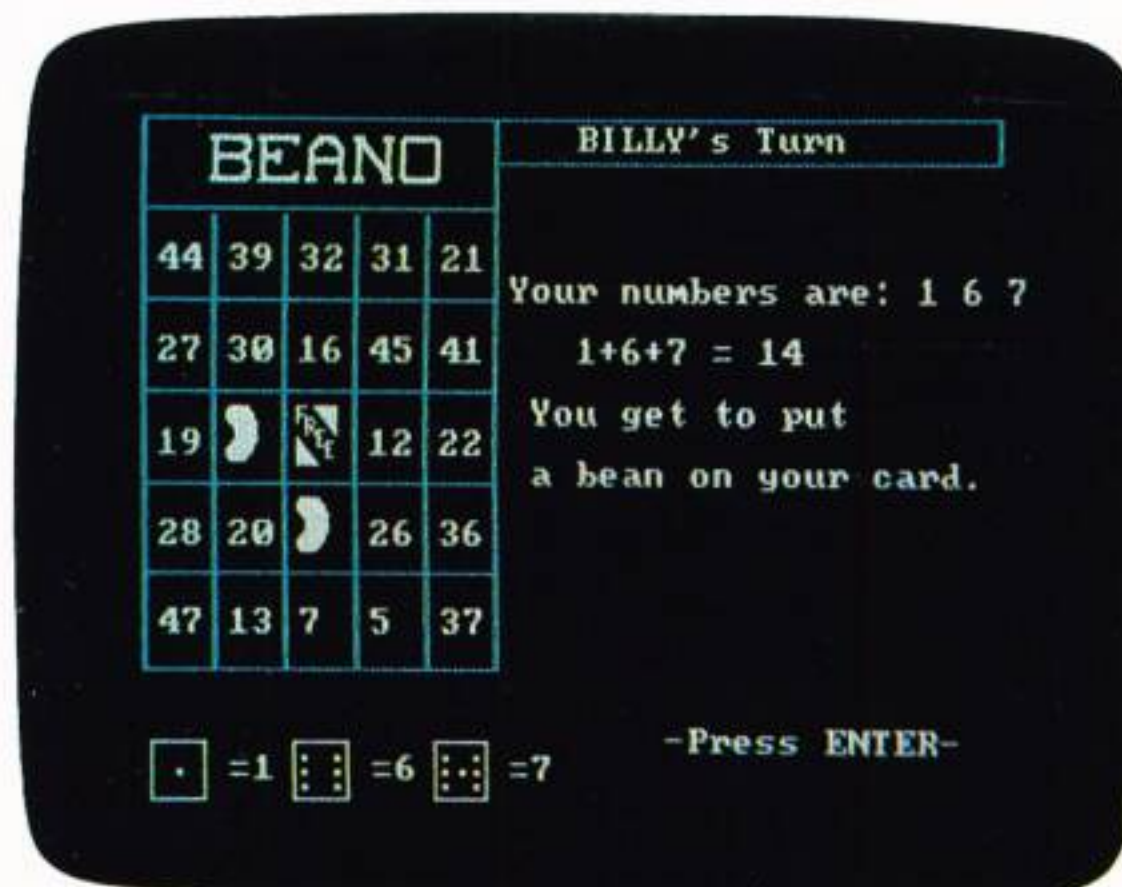 BEANO
BILLY's Turn
44 39 32 31 21
27 30 16 45 41
19 FREE 12 22
28 20 26 36
47 13 7 5 37
Your numbers are: 1 6 7
1+6+7 = 14
You get to put
a bean on your card.
-Press ENTER-
=1 =6 =7